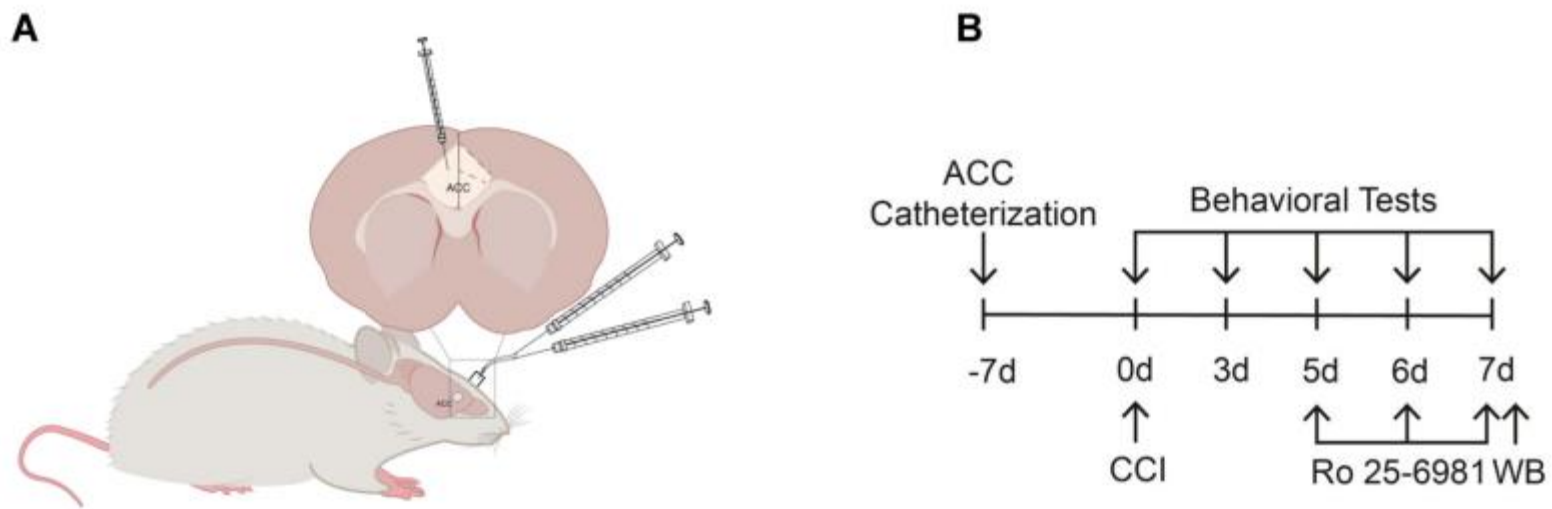 A
ACC
ACC
B
ACC
Catheterization
Behavioral Tests
-7d 0d 3d 5d 6d 7d
CCI
Ro 25-6981 WB